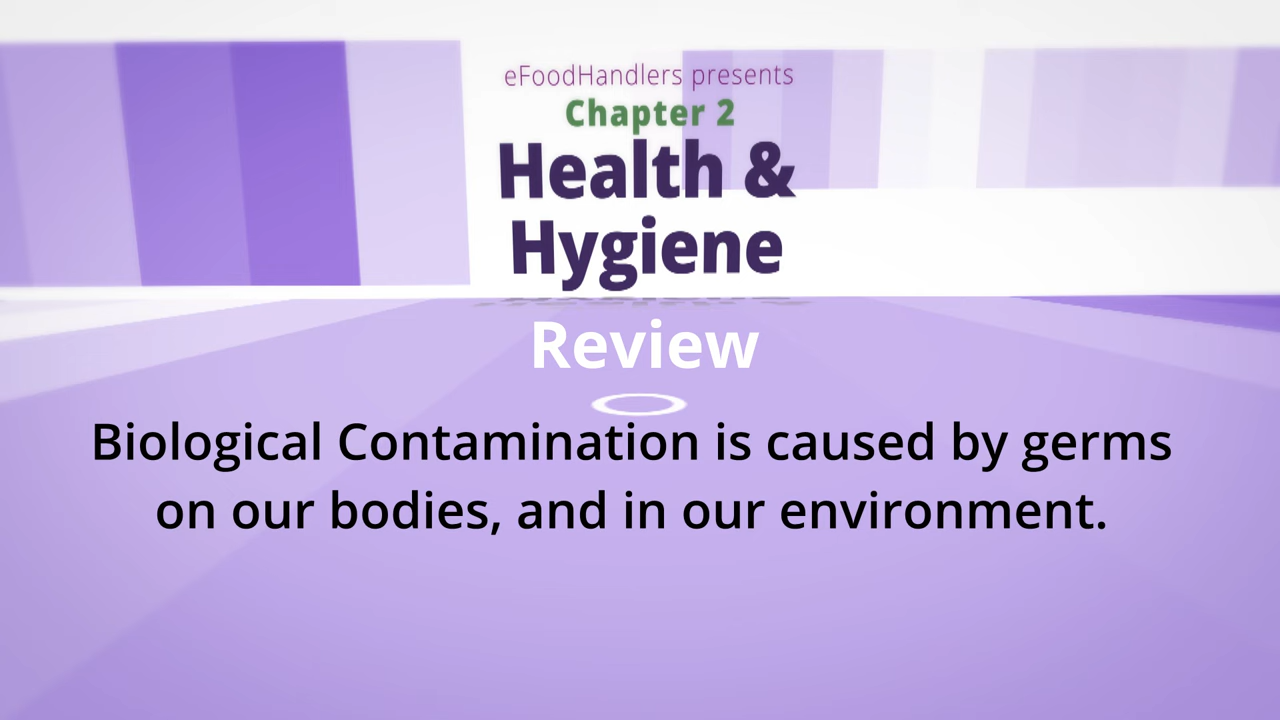 eFoodHandlers presents
Chapter 2
Health &
Hygiene
Review
Biological Contamination is caused by germs
on our bodies, and in our environment.